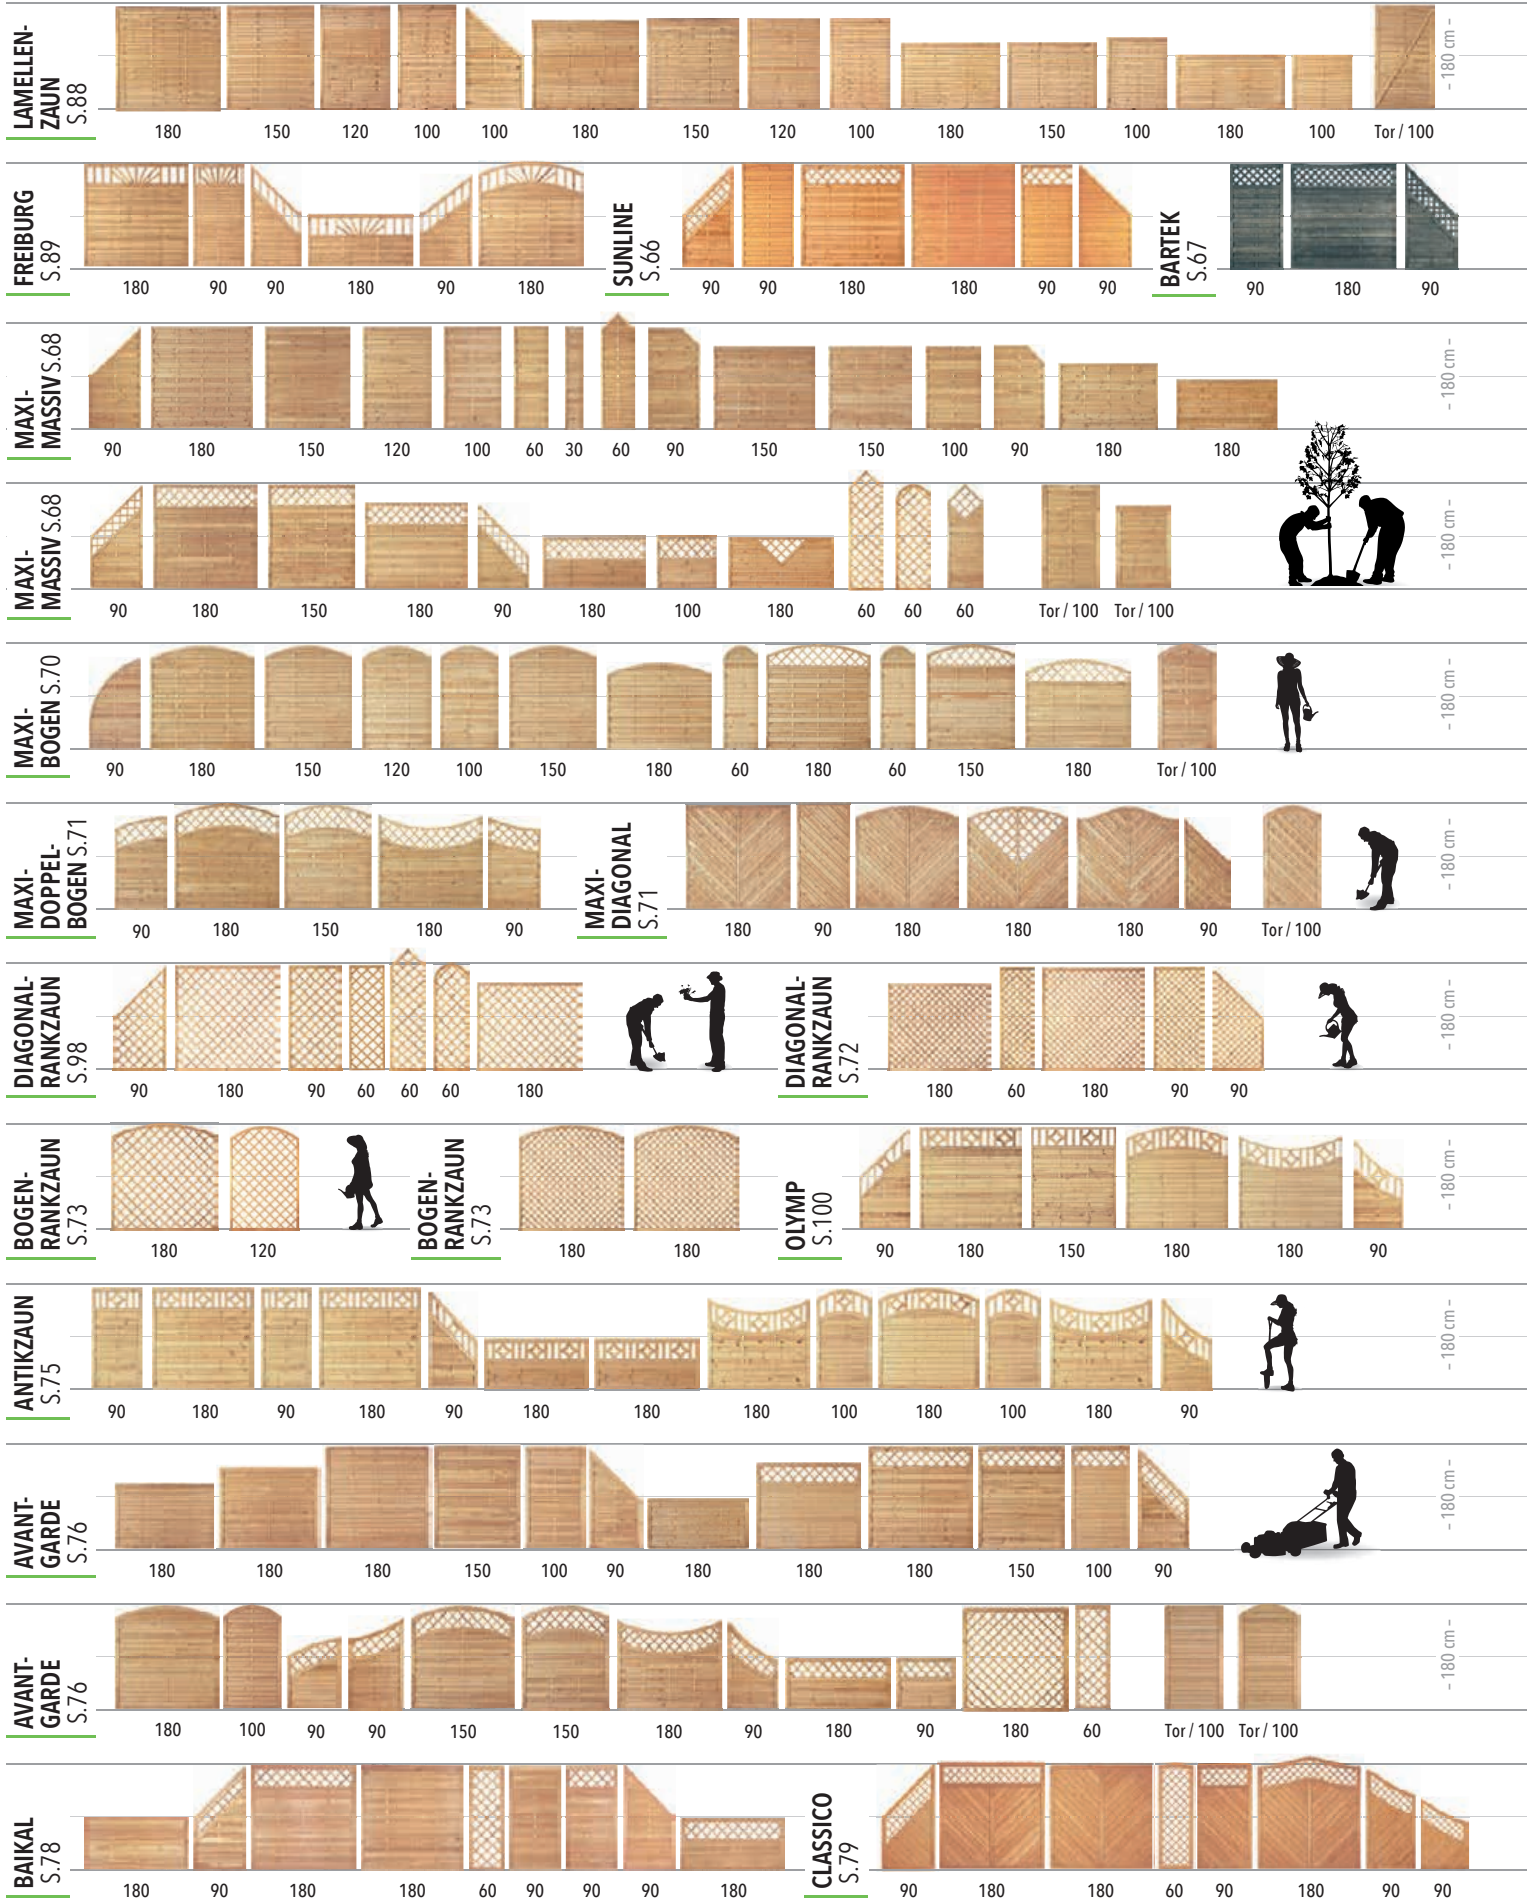 LAMELLEN-
ZAUN
S.88
180 150 120 100 100 180 150 120 100 180 150 100 180 100 Tor / 100
- 180 cm -
FREIBURG
S.89
180 90 90 180 90 180
SUNLINE
S.66
90 90 180 180 90 90
BARTEK
S.67
90 180 90
MAXI-
MASSIV S.68
90 180 150 120 100 60 30 60 90 150 150 100 90 180 180
- 180 cm -
MAXI-
MASSIV S.68
90 180 150 180 90 180 100 180 60 60 60 Tor / 100 Tor / 100
- 180 cm -
MAXI-
BOGEN S.70
90 180 150 120 100 150 180 60 180 60 150 180 Tor / 100
- 180 cm -
MAXI-
DOPPEL-
BOGEN S.71
90 180 150 180 90
MAXI-
DIAGONAL
S.71
180 90 180 180 180 90 Tor / 100
- 180 cm -
DIAGONAL-
RANKZAUN
S.98
90 180 90 60 60 60 180
DIAGONAL-
RANKZAUN
S.72
180 60 180 90 90
- 180 cm -
BOGEN-
RANKZAUN
S.73
180 120
BOGEN-
RANKZAUN
S.73
180 180
OLYMP
S.100
90 180 150 180 180 90
- 180 cm -
ANTIKZAUN
S.75
90 180 90 180 90 180 180 180 100 180 100 180 90
- 180 cm -
AVANT-
GARDE
S.76
180 180 180 150 100 90 180 180 180 150 100 90
- 180 cm -
AVANT-
GARDE
S.76
180 100 90 90 150 150 180 90 180 90 180 60 Tor / 100 Tor / 100
- 180 cm -
BAIKAL
S.78
180 90 180 180 60 90 90 90 180
CLASSICO
S.79
90 180 180 60 90 180 90 90